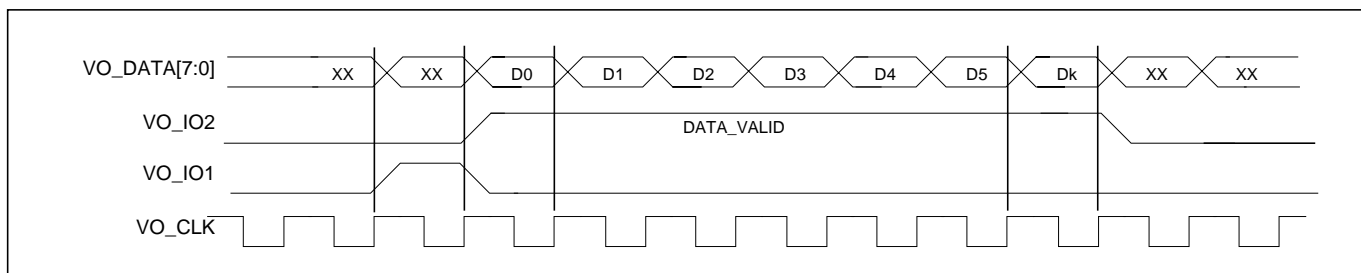 VO_DATA[7:0] XX XX D0 D1 D2 D3 D4 D5 Dk XX XX
VO_IO2 DATA_VALID
VO_IO1
VO_CLK